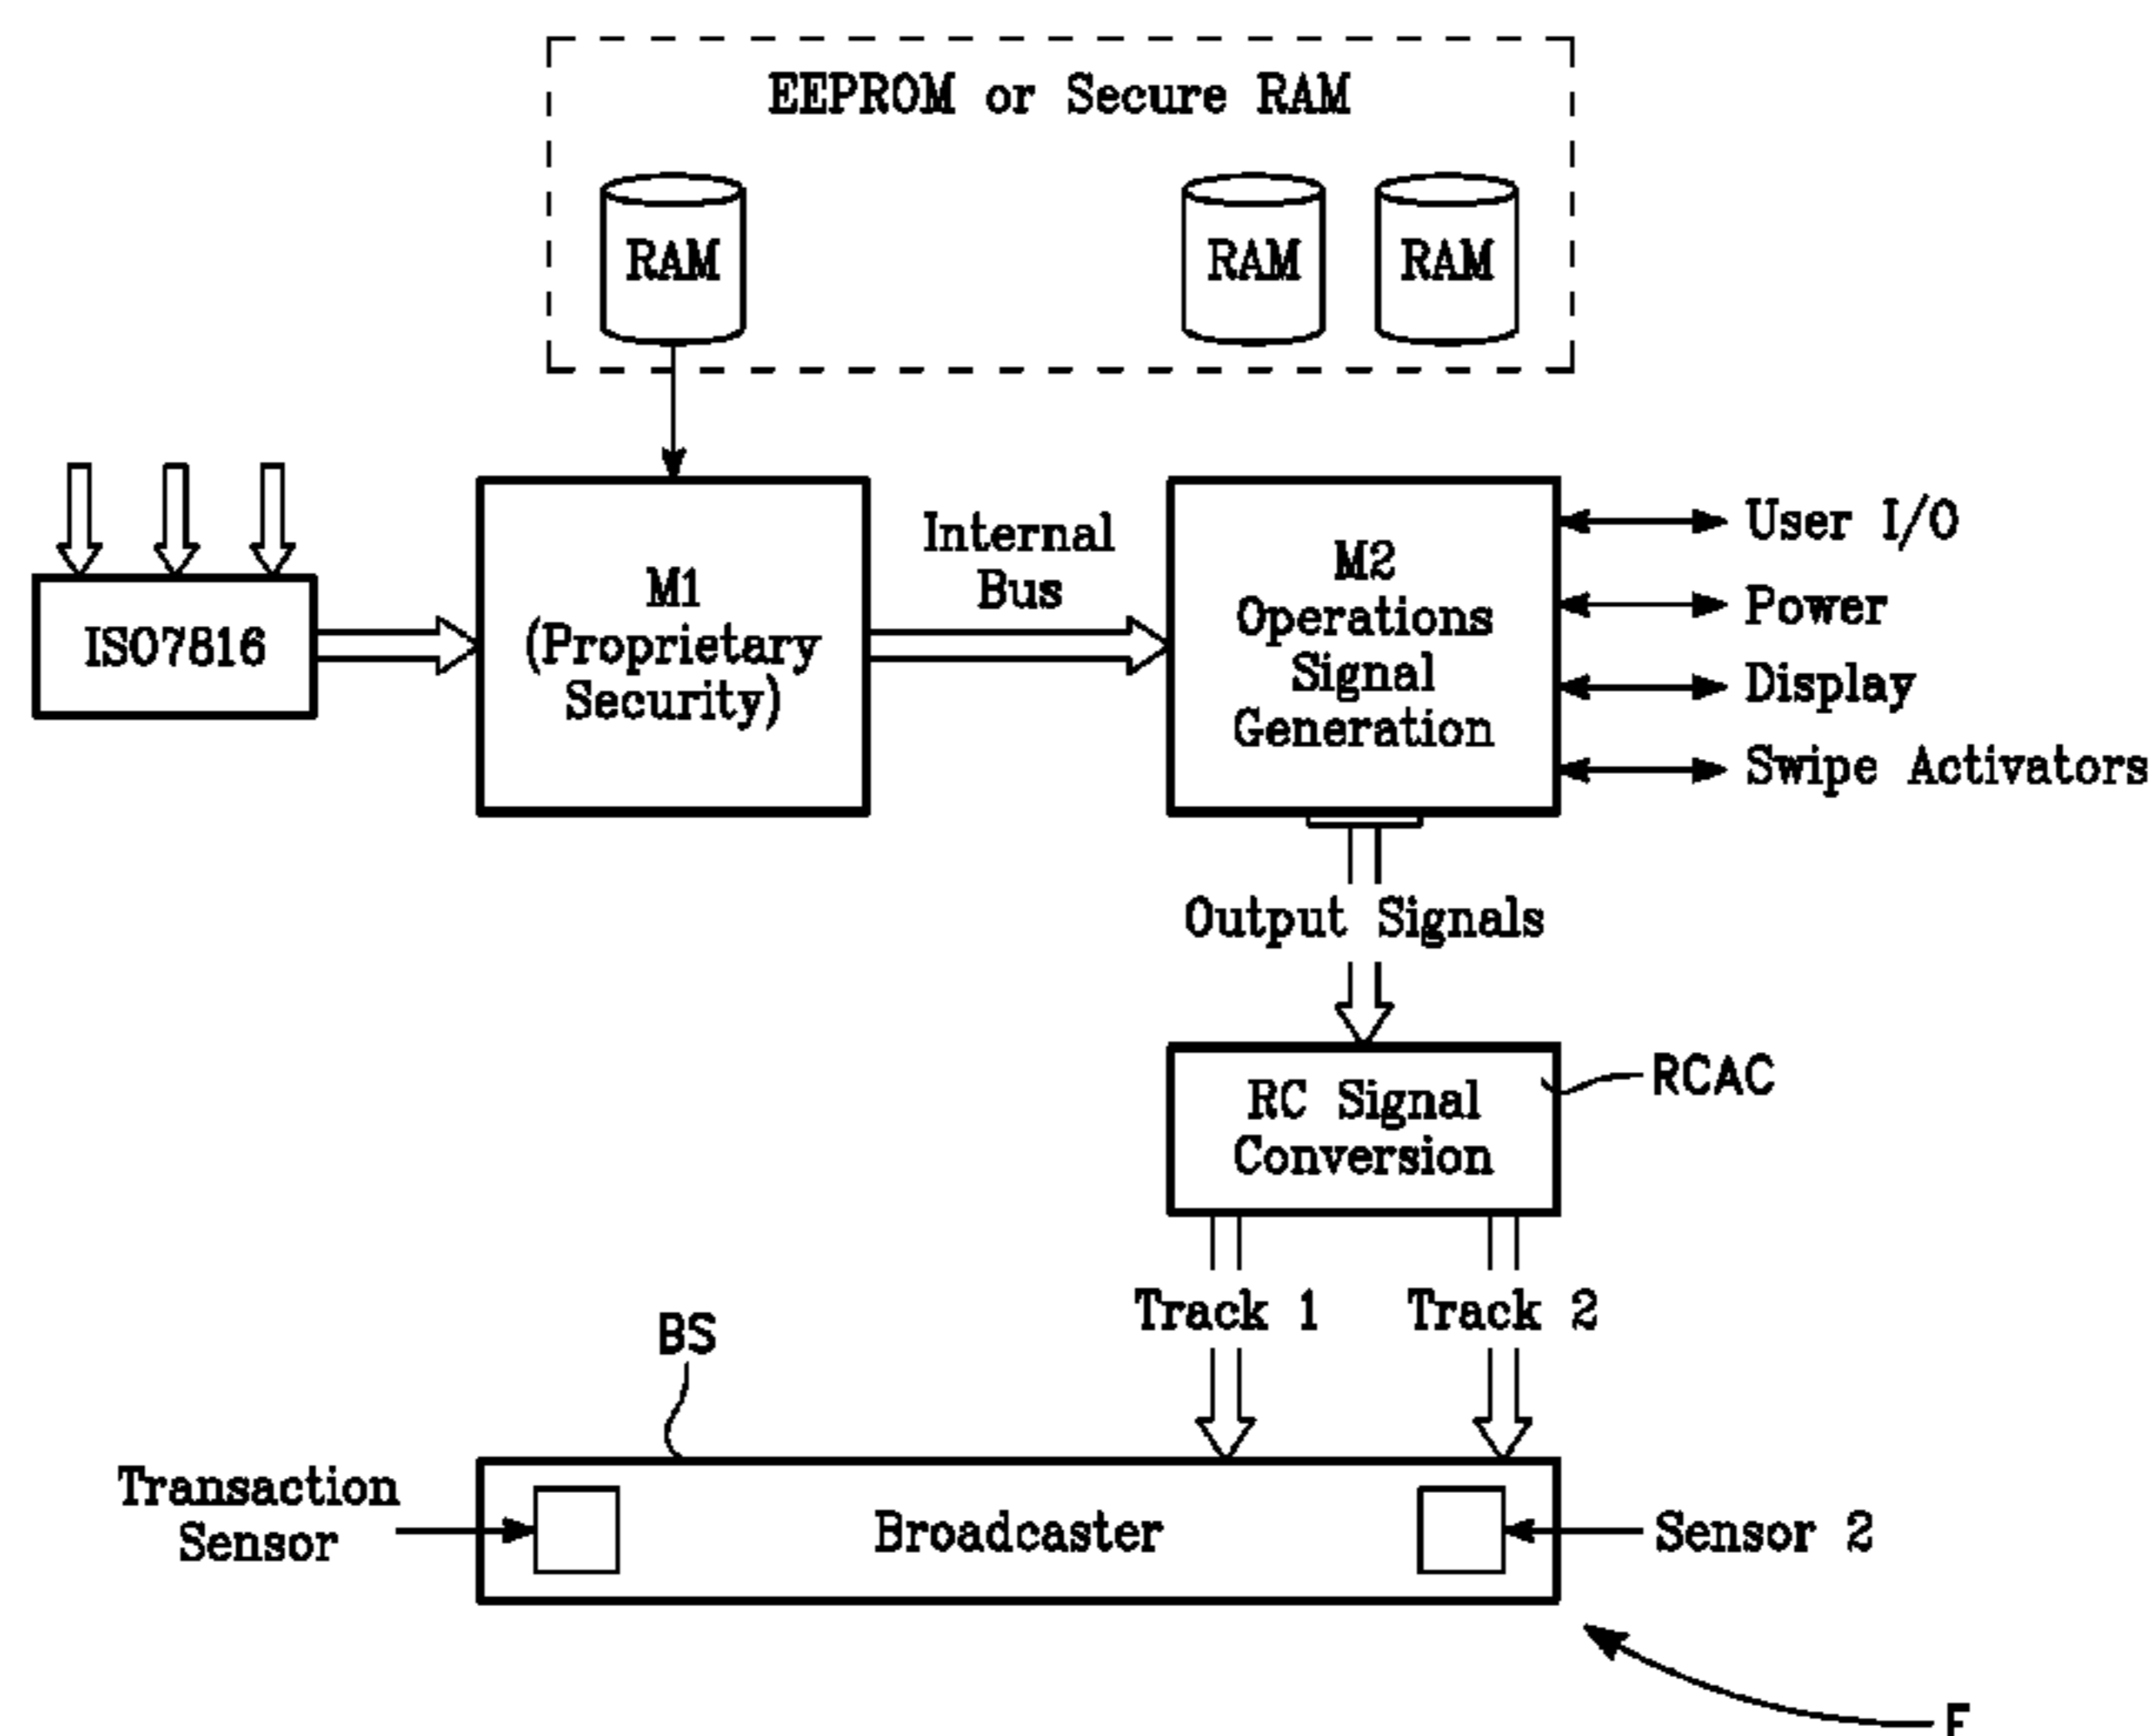 EEPROM or Secure RAM
RAM
RAM
RAM
ISO7816
M1
(Proprietary
Security)
Internal
Bus
M2
Operations
Signal
Generation
User I/O
Power
Display
Swipe Activators
Output Signals
RC Signal
Conversion
RCAC
Track 1
Track 2
BS
Transaction
Sensor
Broadcaster
Sensor 2